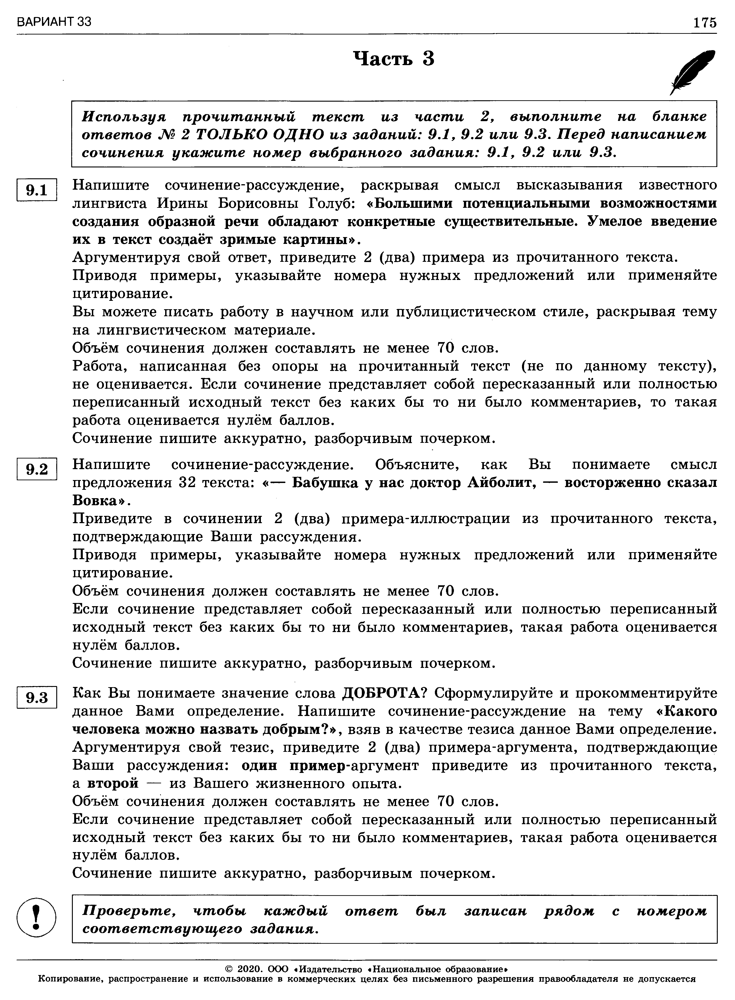 ВАРИАНТ 33
175
Часть 3
Используя прочитанный текст из части 2, выполните на бланке
ответов № 2 ТОЛЬКО ОДНО из заданий: 9.1, 9.2 или 9.3. Перед написанием
сочинения укажите номер выбранного задания: 9.1, 9.2 или 9.3.
9.1
Напишите сочинение-рассуждение, раскрывая смысл высказывания известного
лингвиста Ирины Борисовны Голуб: «Большими потенциальными возможностями
создания образной речи обладают конкретные существительные. Умелое введение
их в текст создаёт зримые картины».
Аргументируя свой ответ, приведите 2 (два) примера из прочитанного текста.
Приводя примеры, указывайте номера нужных предложений или применяйте
цитирование.
Вы можете писать работу в научном или публицистическом стиле, раскрывая тему
на лингвистическом материале.
Объём сочинения должен составлять не менее 70 слов.
Работа, написанная без опоры на прочитанный текст (не по данному тексту),
не оценивается. Если сочинение представляет собой пересказанный или полностью
переписанный исходный текст без каких бы то ни было комментариев, то такая
работа оценивается нулём баллов.
Сочинение пишите аккуратно, разборчивым почерком.
9.2
Напишите сочинение-рассуждение. Объясните, как Вы понимаете смысл
предложения 32 текста: «— Бабушка у нас доктор Айболит, — восторженно сказал
Вовка».
Приведите в сочинении 2 (два) примера-иллюстрации из прочитанного текста,
подтверждающие Ваши рассуждения.
Приводя примеры, указывайте номера нужных предложений или применяйте
цитирование.
Объём сочинения должен составлять не менее 70 слов.
Если сочинение представляет собой пересказанный или полностью переписанный
исходный текст без каких бы то ни было комментариев, такая работа оценивается
нулём баллов.
Сочинение пишите аккуратно, разборчивым почерком.
9.3
Как Вы понимаете значение слова ДОБРОТА? Сформулируйте и прокомментируйте
данное Вами определение. Напишите сочинение-рассуждение на тему «Какого
человека можно назвать добрым?», взяв в качестве тезиса данное Вами определение.
Аргументируя свой тезис, приведите 2 (два) примера-аргумента, подтверждающие
Ваши рассуждения: один пример-аргумент приведите из прочитанного текста,
а второй — из Вашего жизненного опыта.
Объём сочинения должен составлять не менее 70 слов.
Если сочинение представляет собой пересказанный или полностью переписанный
исходный текст без каких бы то ни было комментариев, такая работа оценивается
нулём баллов.
Сочинение пишите аккуратно, разборчивым почерком.
!
Проверьте, чтобы каждый ответ был записан рядом с номером
соответствующего задания.
© 2020. ООО «Издательство «Национальное образование»
Копирование, распространение и использование в коммерческих целях без письменного разрешения правообладателя не допускается